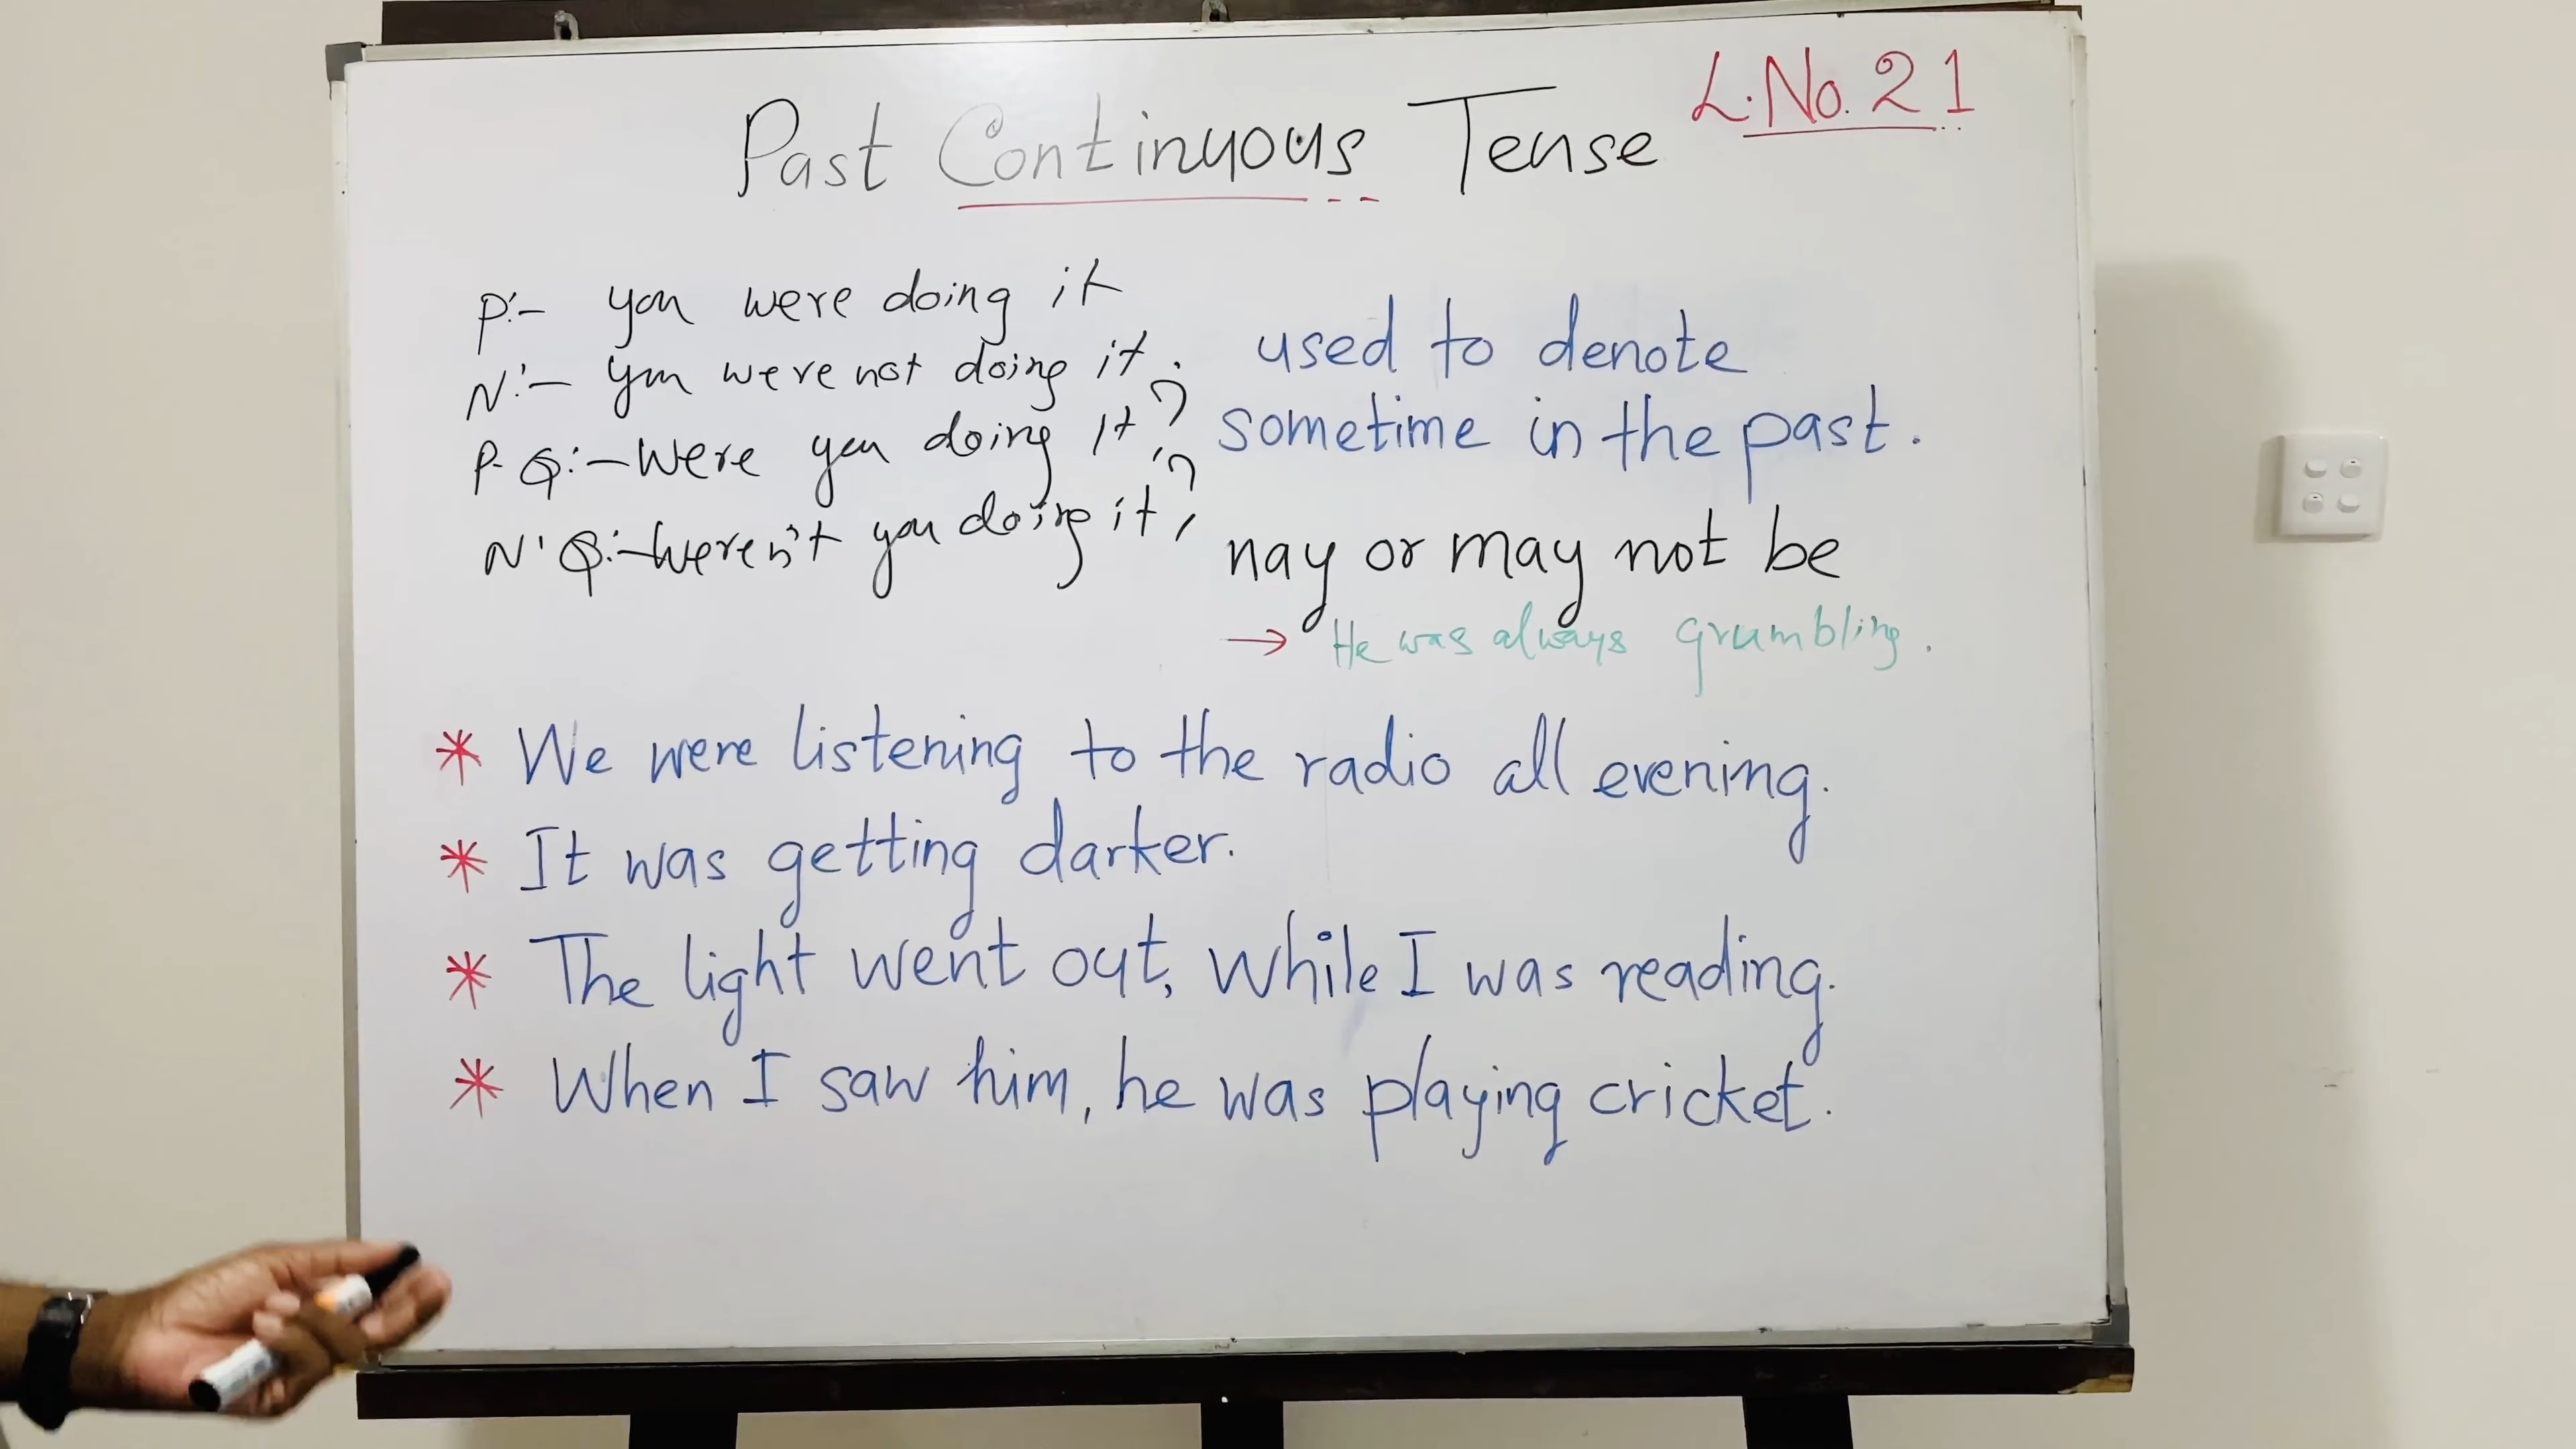 L.No.21
Past Continuous Tense
P:- you were doing it
N:- you were not doing it.
P-Q:- Were you doing it?
N'Q:- Weren't you doing it?
used to denote
sometime in the past.
nay or may not be
→ He was always grumbling.
* We were listening to the radio all evening.
* It was getting darker.
* The light went out, while I was reading.
* When I saw him, he was playing cricket.